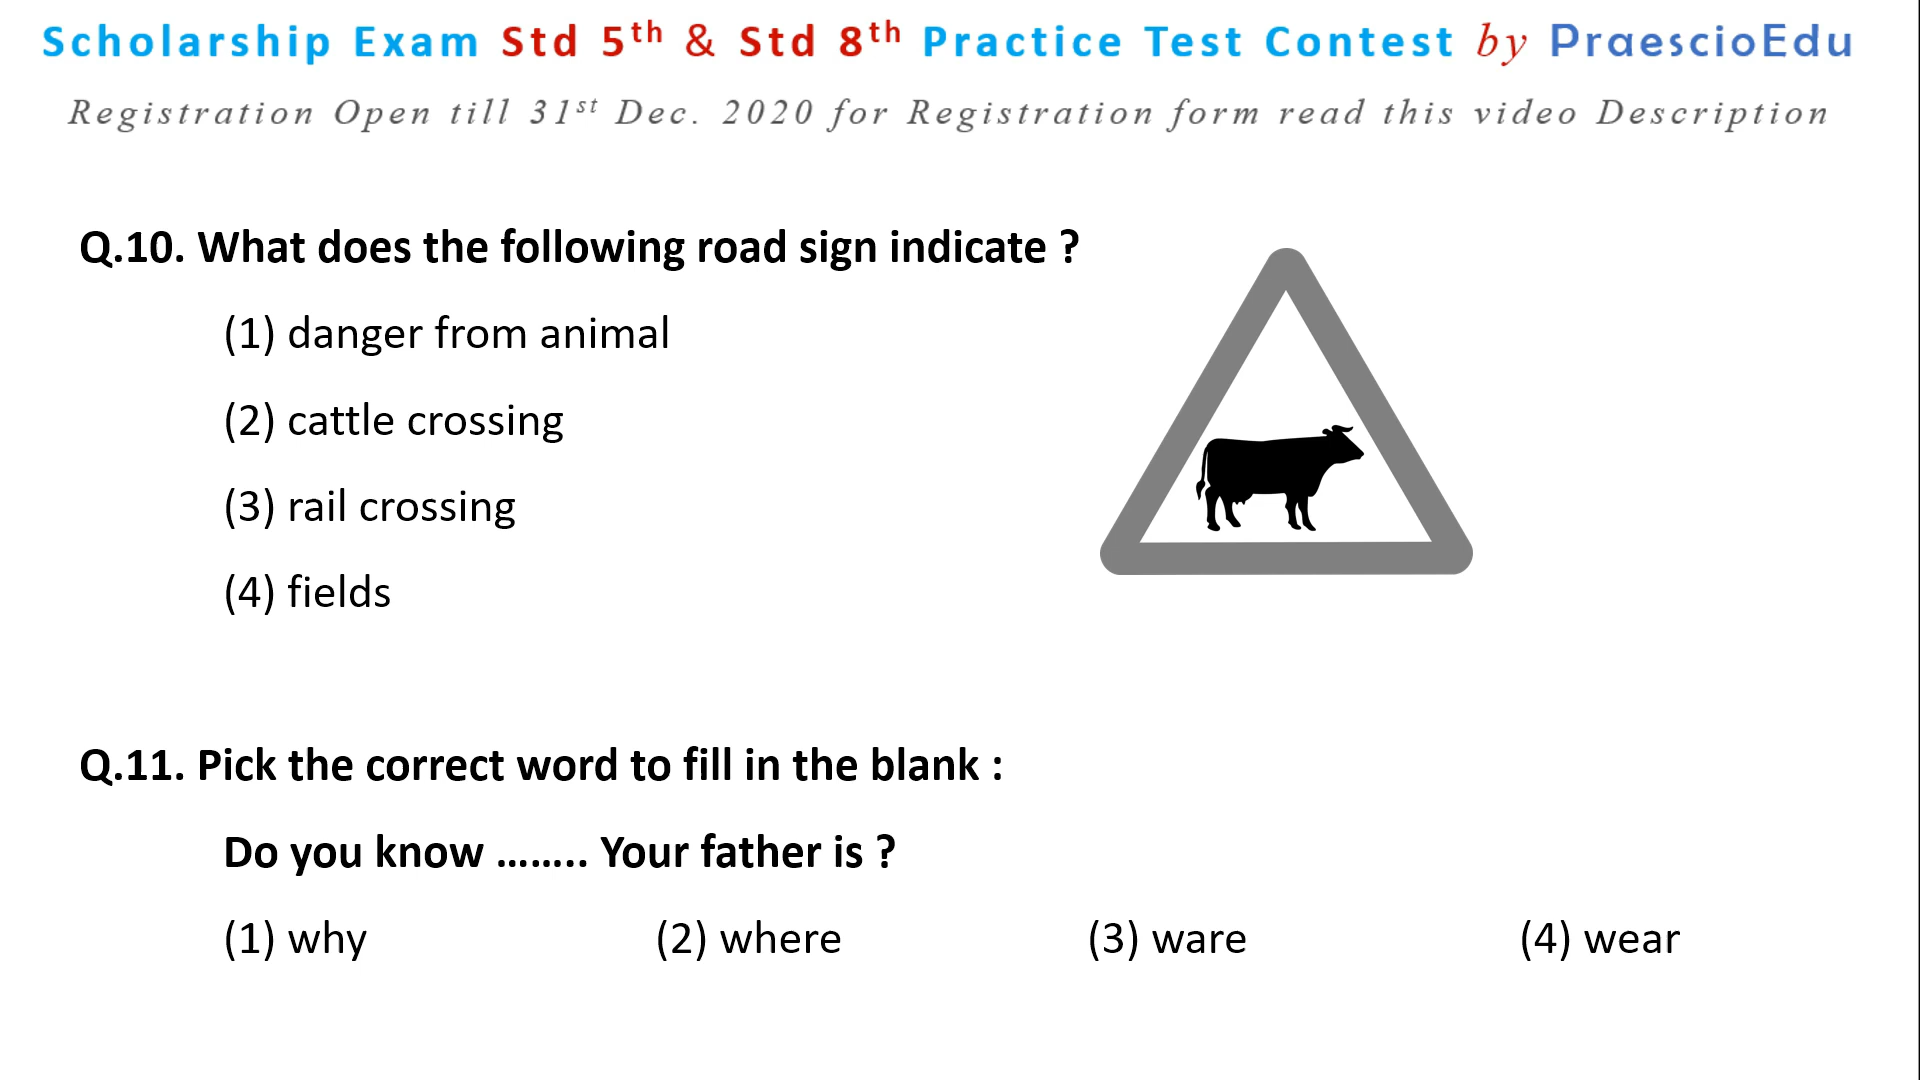 Scholarship Exam Std 5th & Std 8th Practice Test Contest by PraescioEdu
Registration Open till 31st Dec. 2020 for Registration form read this video Description
Q.10. What does the following road sign indicate ?
(1) danger from animal
(2) cattle crossing
(3) rail crossing
(4) fields
Q.11. Pick the correct word to fill in the blank :
Do you know …….. Your father is ?
(1) why (2) where (3) ware (4) wear